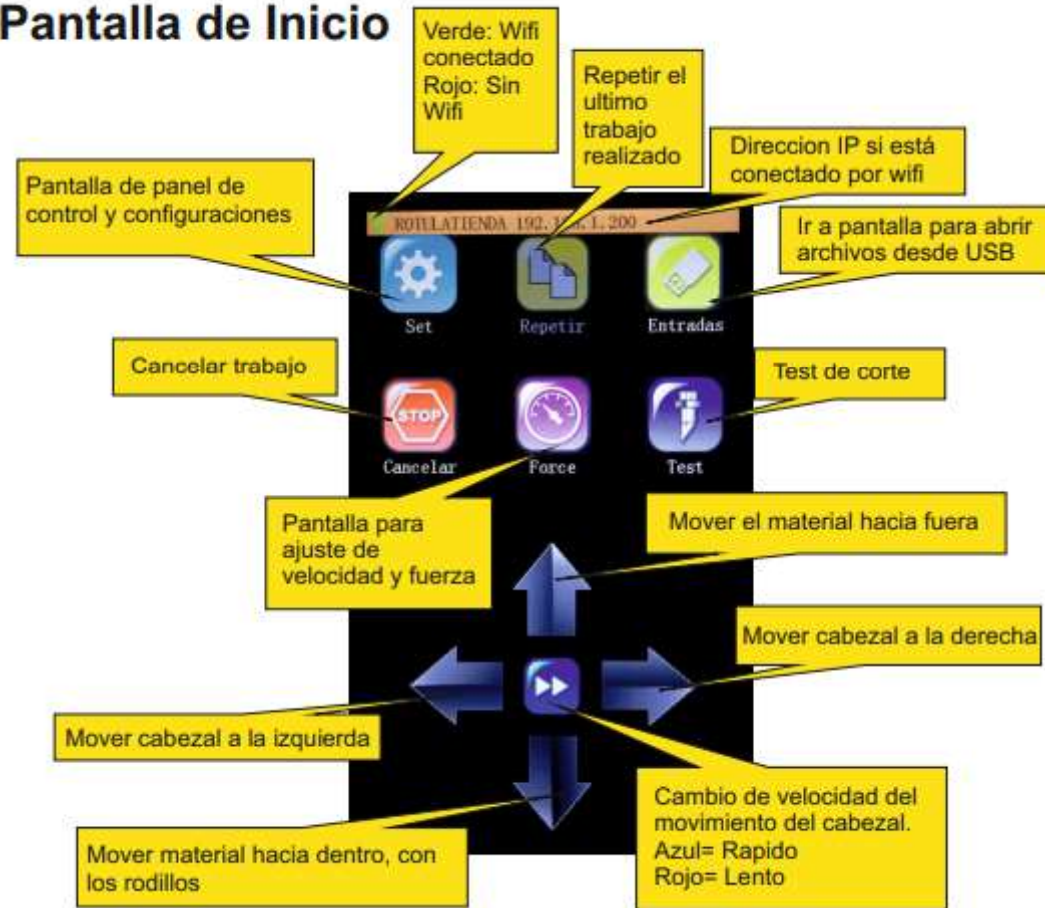 Pantalla de Inicio
Verde: Wifi
conectado
Rojo: Sin
Wifi
Repetir el
ultimo
trabajo
realizado
Direccion IP si está
conectado por wifi
Pantalla de panel de
control y configuraciones
Ir a pantalla para abrir
archivos desde USB
ROTULATIENDA 192. 1. 200
Set
Repetir
Entradas
Cancelar trabajo
Test de corte
STOP
Cancelar
Force
Test
Pantalla para
ajuste de
velocidad y fuerza
Mover el material hacia fuera
Mover cabezal a la derecha
Mover cabezal a la izquierda
Cambio de velocidad del
movimiento del cabezal.
Azul= Rapido
Rojo= Lento
Mover material hacia dentro, con
los rodillos